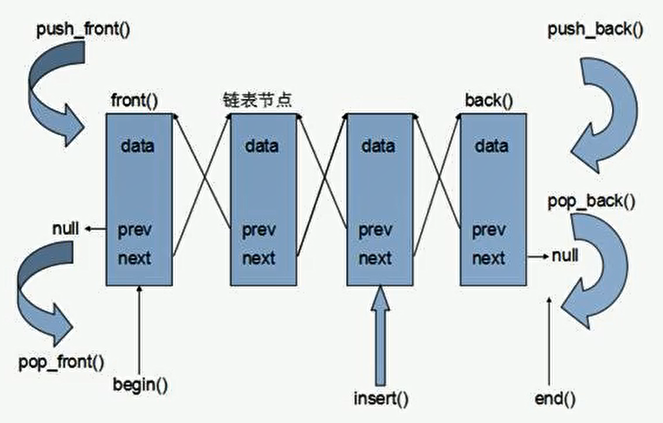 push_front()
push_back()
front()
链表节点
back()
data
data
data
data
pop_back()
null
prev
prev
prev
prev
next
next
next
next
null
pop_front()
begin()
insert()
end()